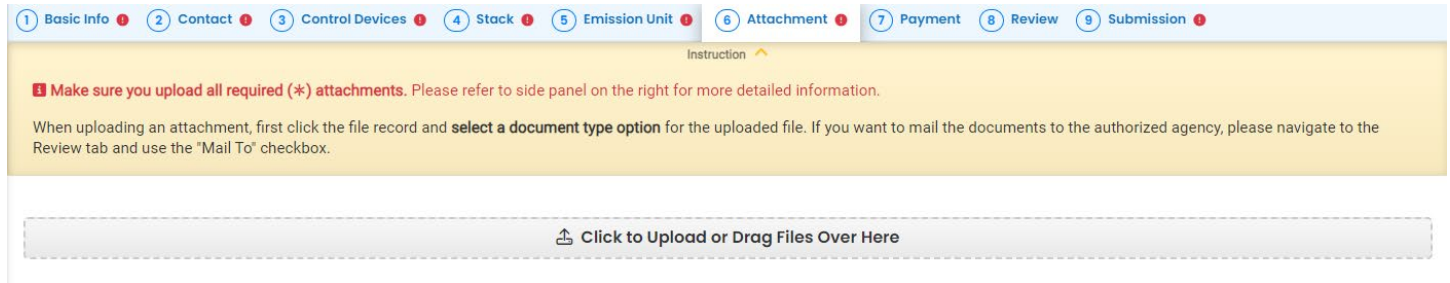 1 Basic Info ! 2 Contact ! 3 Control Devices ! 4 Stack ! 5 Emission Unit ! 6 Attachment ! 7 Payment 8 Review 9 Submission !
Instruction
Make sure you upload all required (*) attachments. Please refer to side panel on the right for more detailed information.
When uploading an attachment, first click the file record and select a document type option for the uploaded file. If you want to mail the documents to the authorized agency, please navigate to the
Review tab and use the "Mail To" checkbox.
Click to Upload or Drag Files Over Here